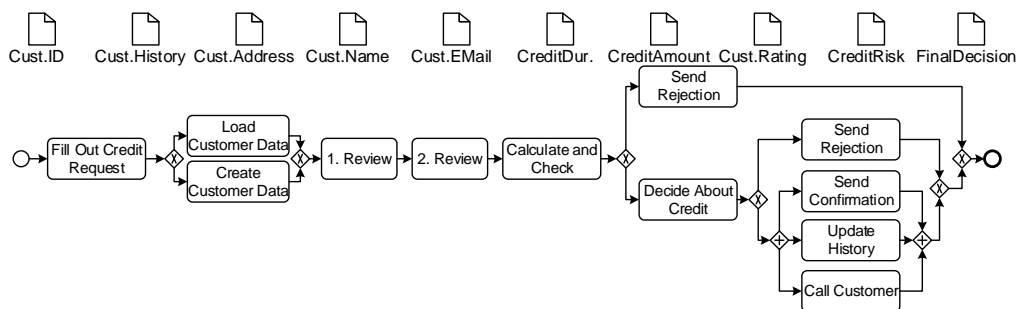 Cust.ID
Cust.History
Cust.Address
Cust.Name
Cust.EMail
CreditDur.
CreditAmount
Cust.Rating
CreditRisk
FinalDecision
Fill Out Credit
Request
X
Load
Customer Data
Create
Customer Data
X
1. Review
2. Review
Calculate and
Check
X
Send
Rejection
Decide About
Credit
X
Send
Rejection
Send
Confirmation
Update
History
Call Customer
X
X